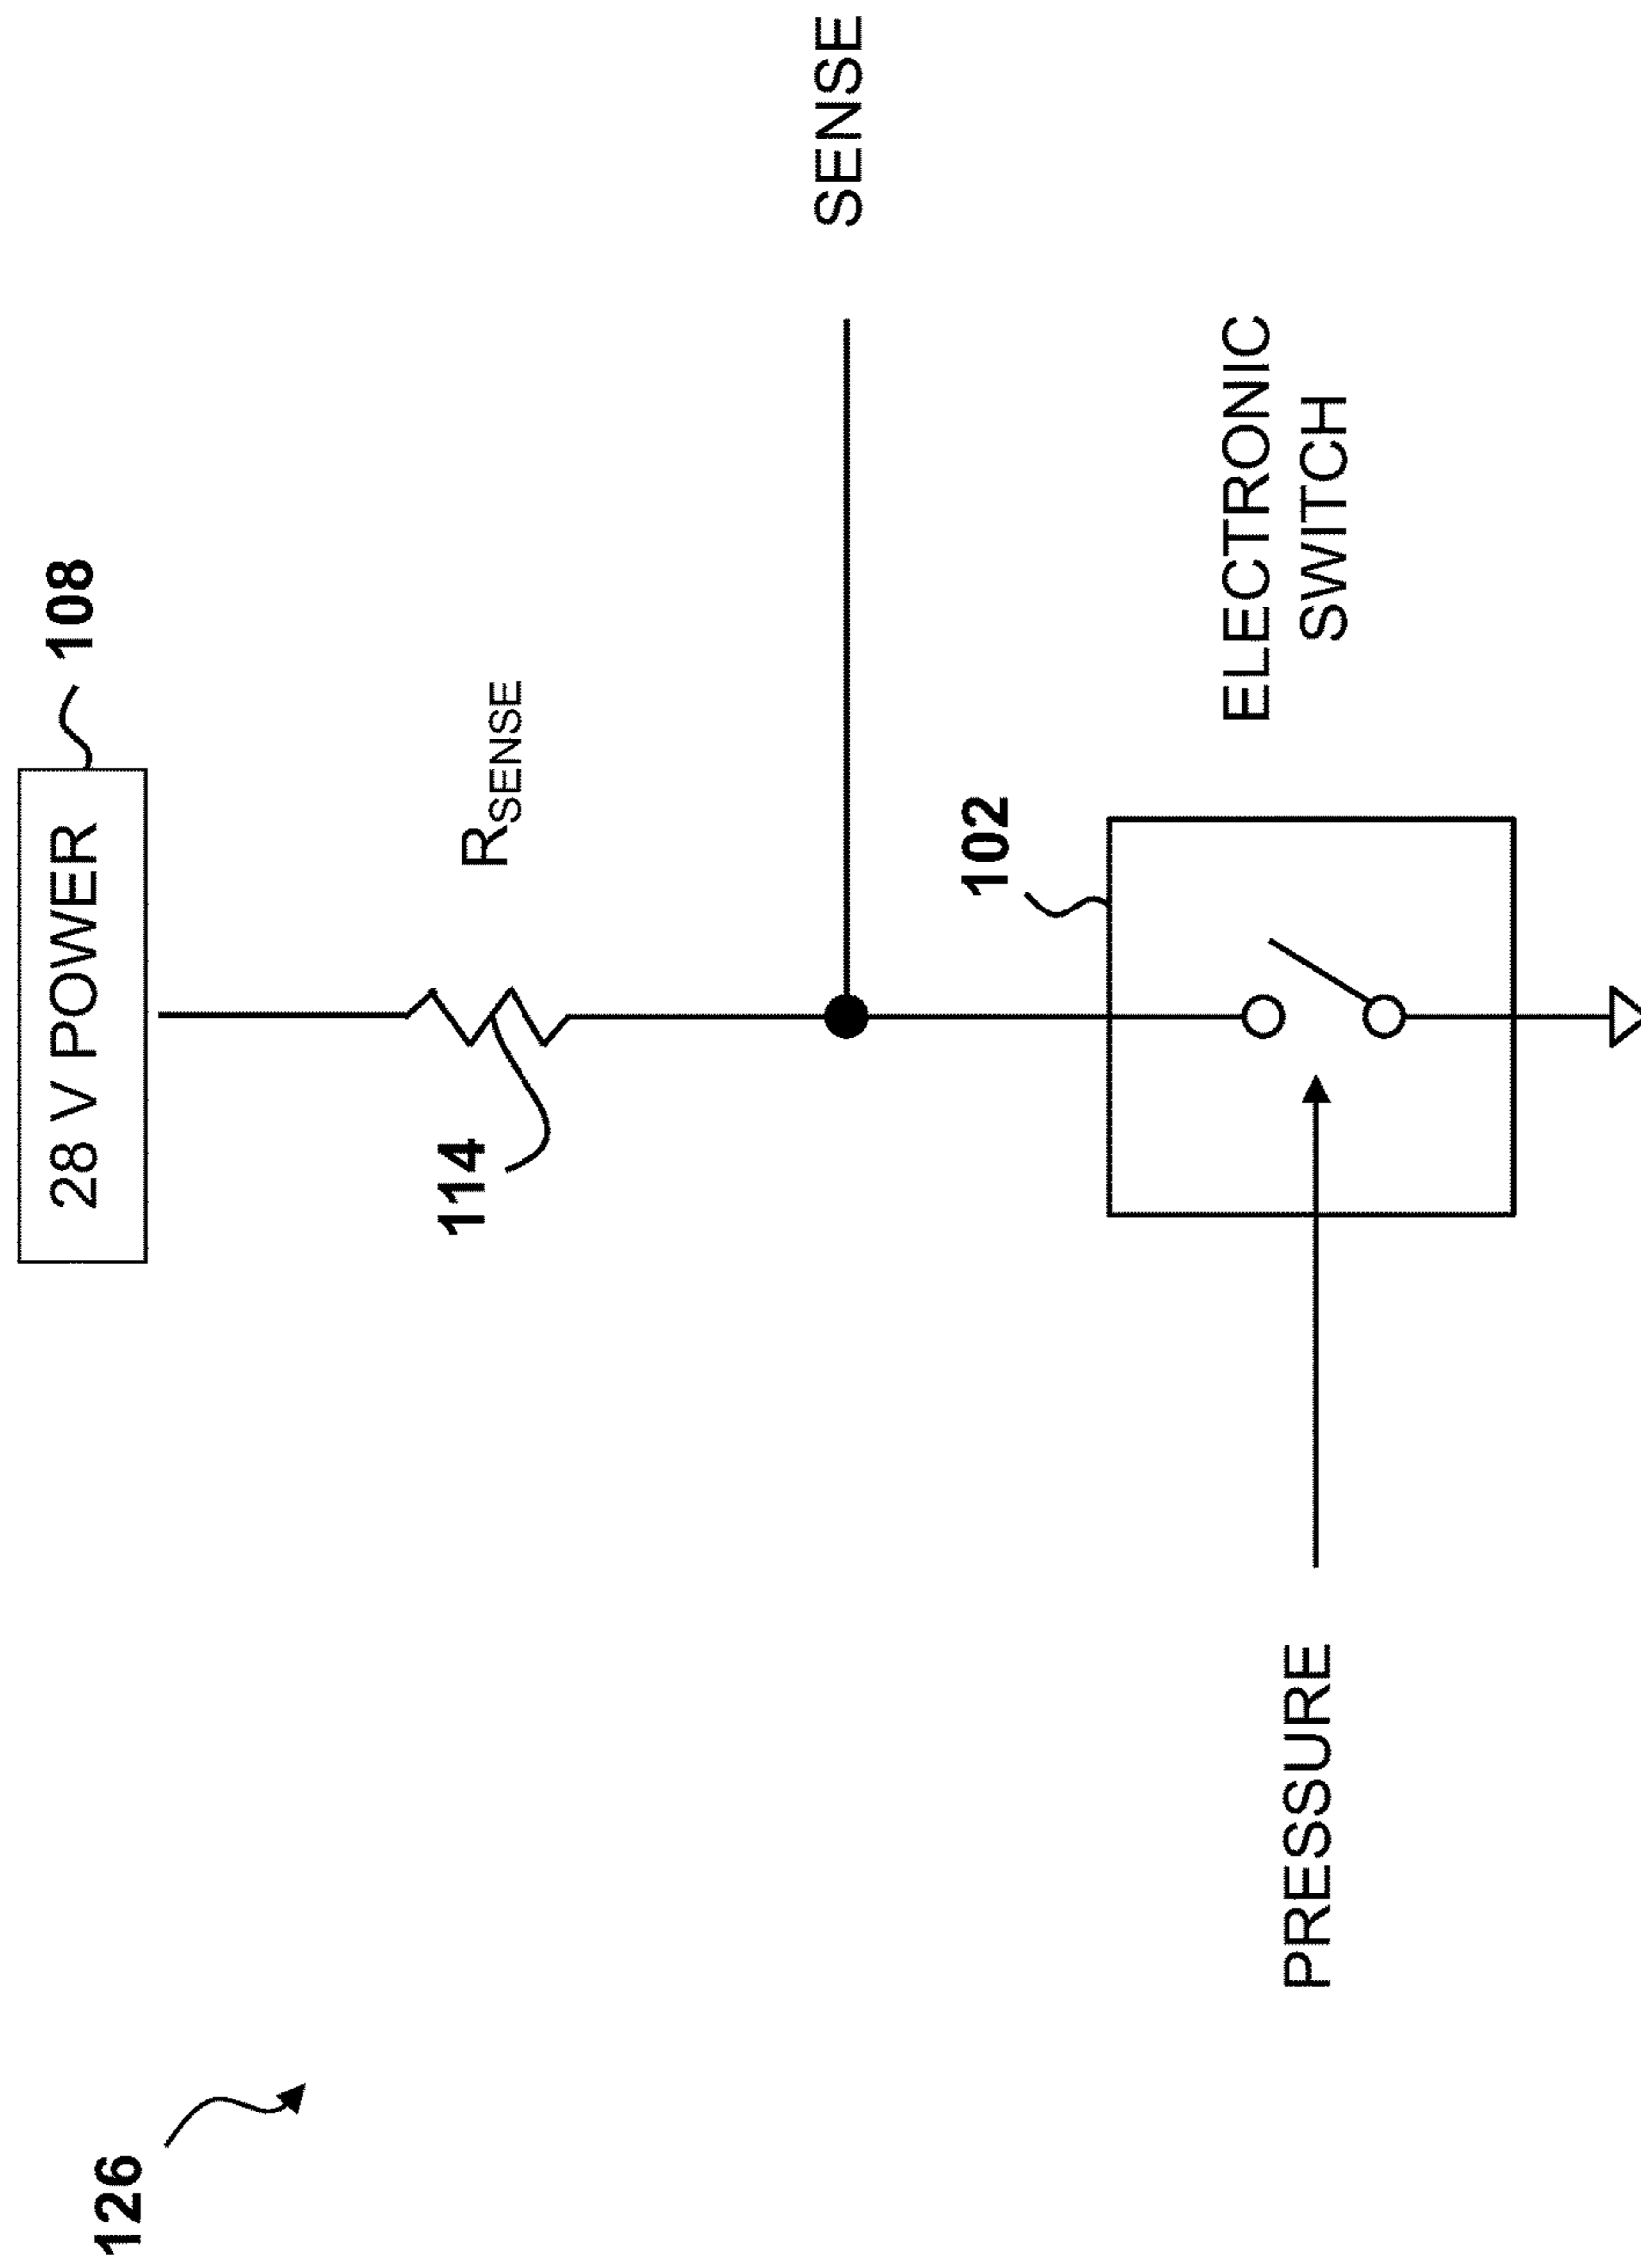 126
28 V POWER
108
114
RSENSE
SENSE
102
PRESSURE
ELECTRONIC
SWITCH